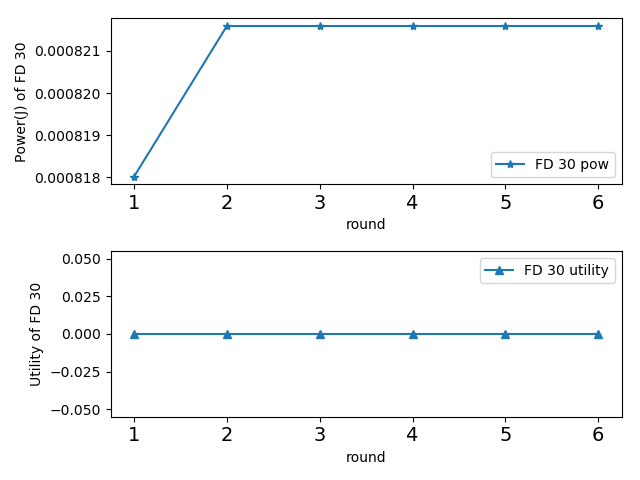 Power(J) of FD 30
0.000821
0.000820
0.000819
0.000818
FD 30 pow
1 2 3 4 5 6
round
Utility of FD 30
0.050
0.025
0.000
−0.025
−0.050
FD 30 utility
1 2 3 4 5 6
round